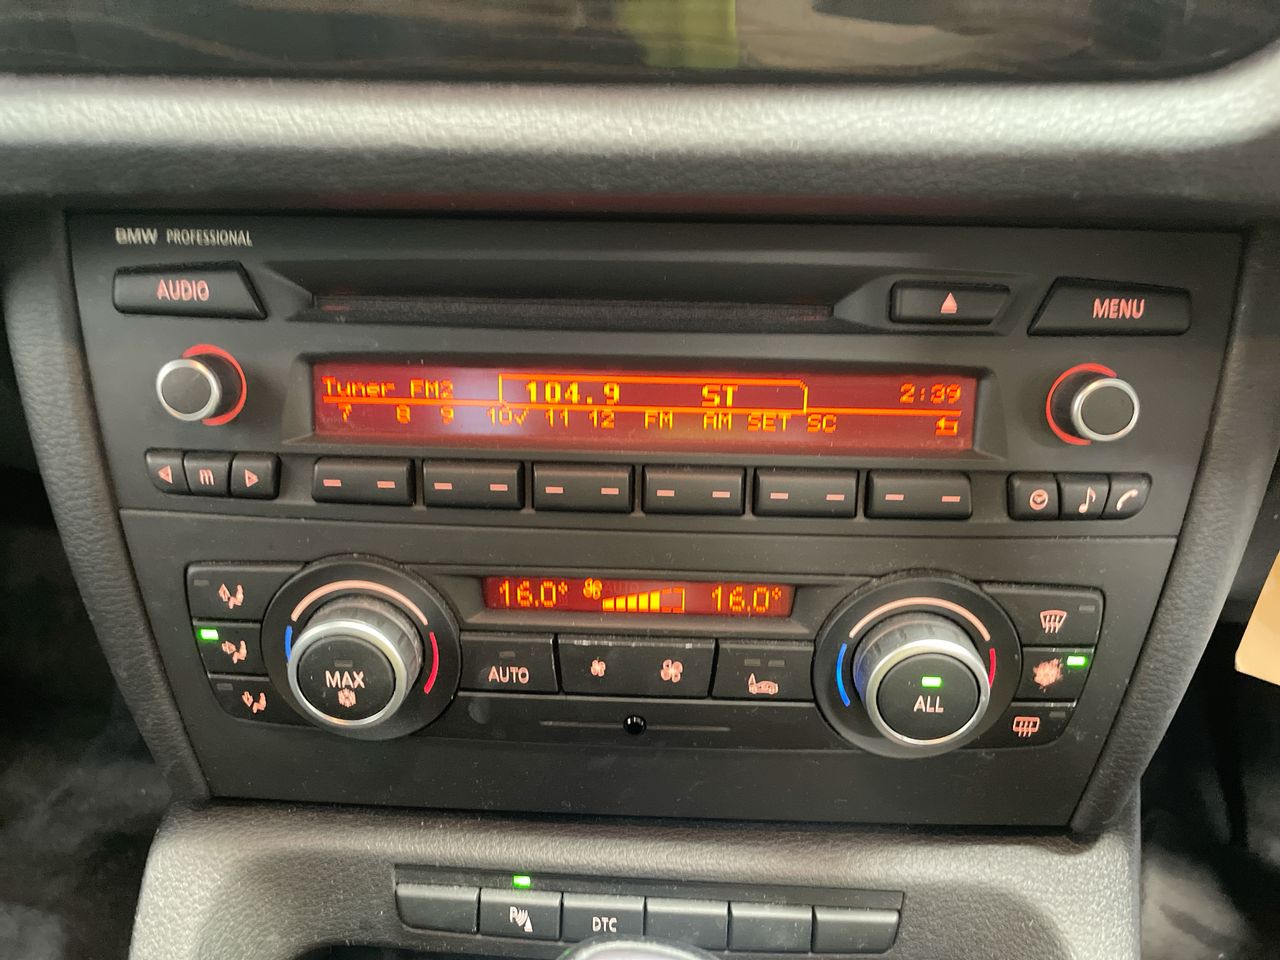 BMW PROFESSIONAL
AUDIO
MENU
Tuner FM2 104.9 ST 2:39
7 8 9 10√ 11 12 FM AM SET SC
m
16.0° 16.0°
MAX
AUTO
ALL
P
DTC